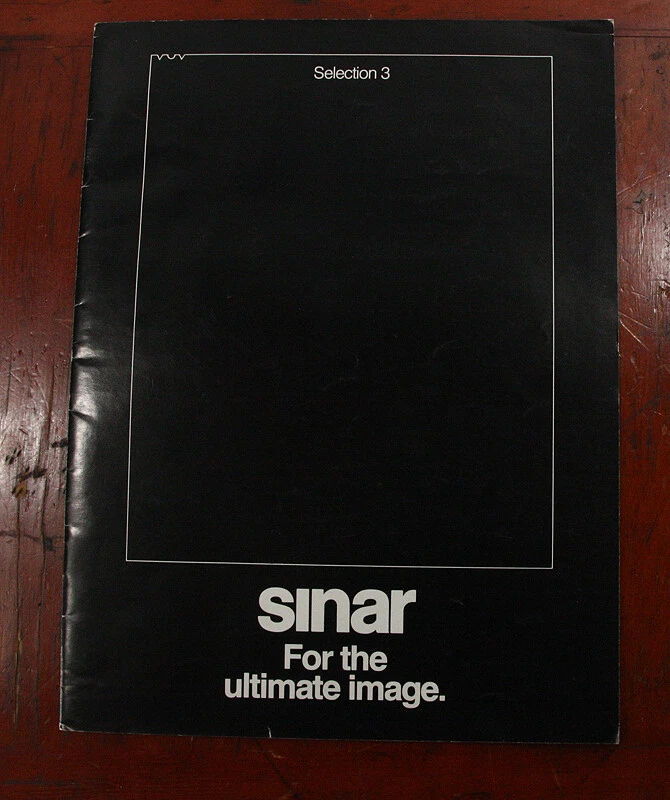 Selection 3
sinar
For the
ultimate image.